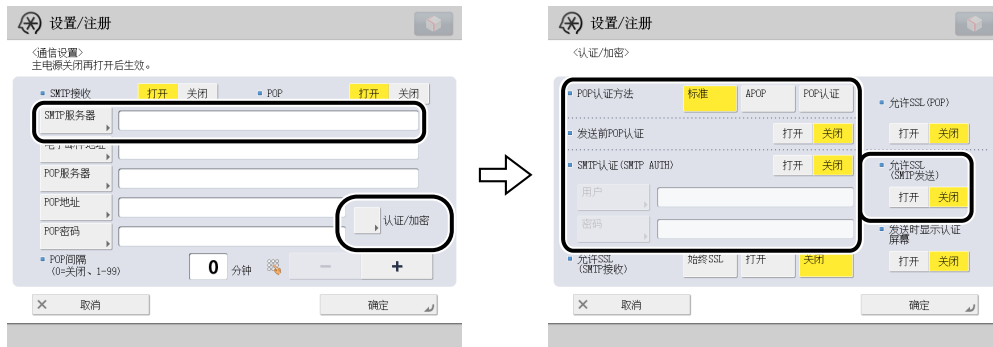 设置/注册
<通信设置>
主电源关闭再打开后生效。
SMTP接收 打开 关闭 POP 打开 关闭
SMTP服务器
电子邮件地址
POP服务器
POP地址
POP密码
认证/加密
POP间隔
(0=关闭、1-99)
0 分钟 − +
取消 确定
设置/注册
<认证/加密>
POP认证方法 标准 APOP POP认证
允许SSL(POP)
打开 关闭
发送前POP认证 打开 关闭
SMTP认证(SMTP AUTH) 打开 关闭
允许SSL
(SMTP发送)
打开 关闭
用户
密码
发送时显示认证
屏幕
打开 关闭
允许SSL
(SMTP接收)
始终SSL 打开 关闭
取消 确定